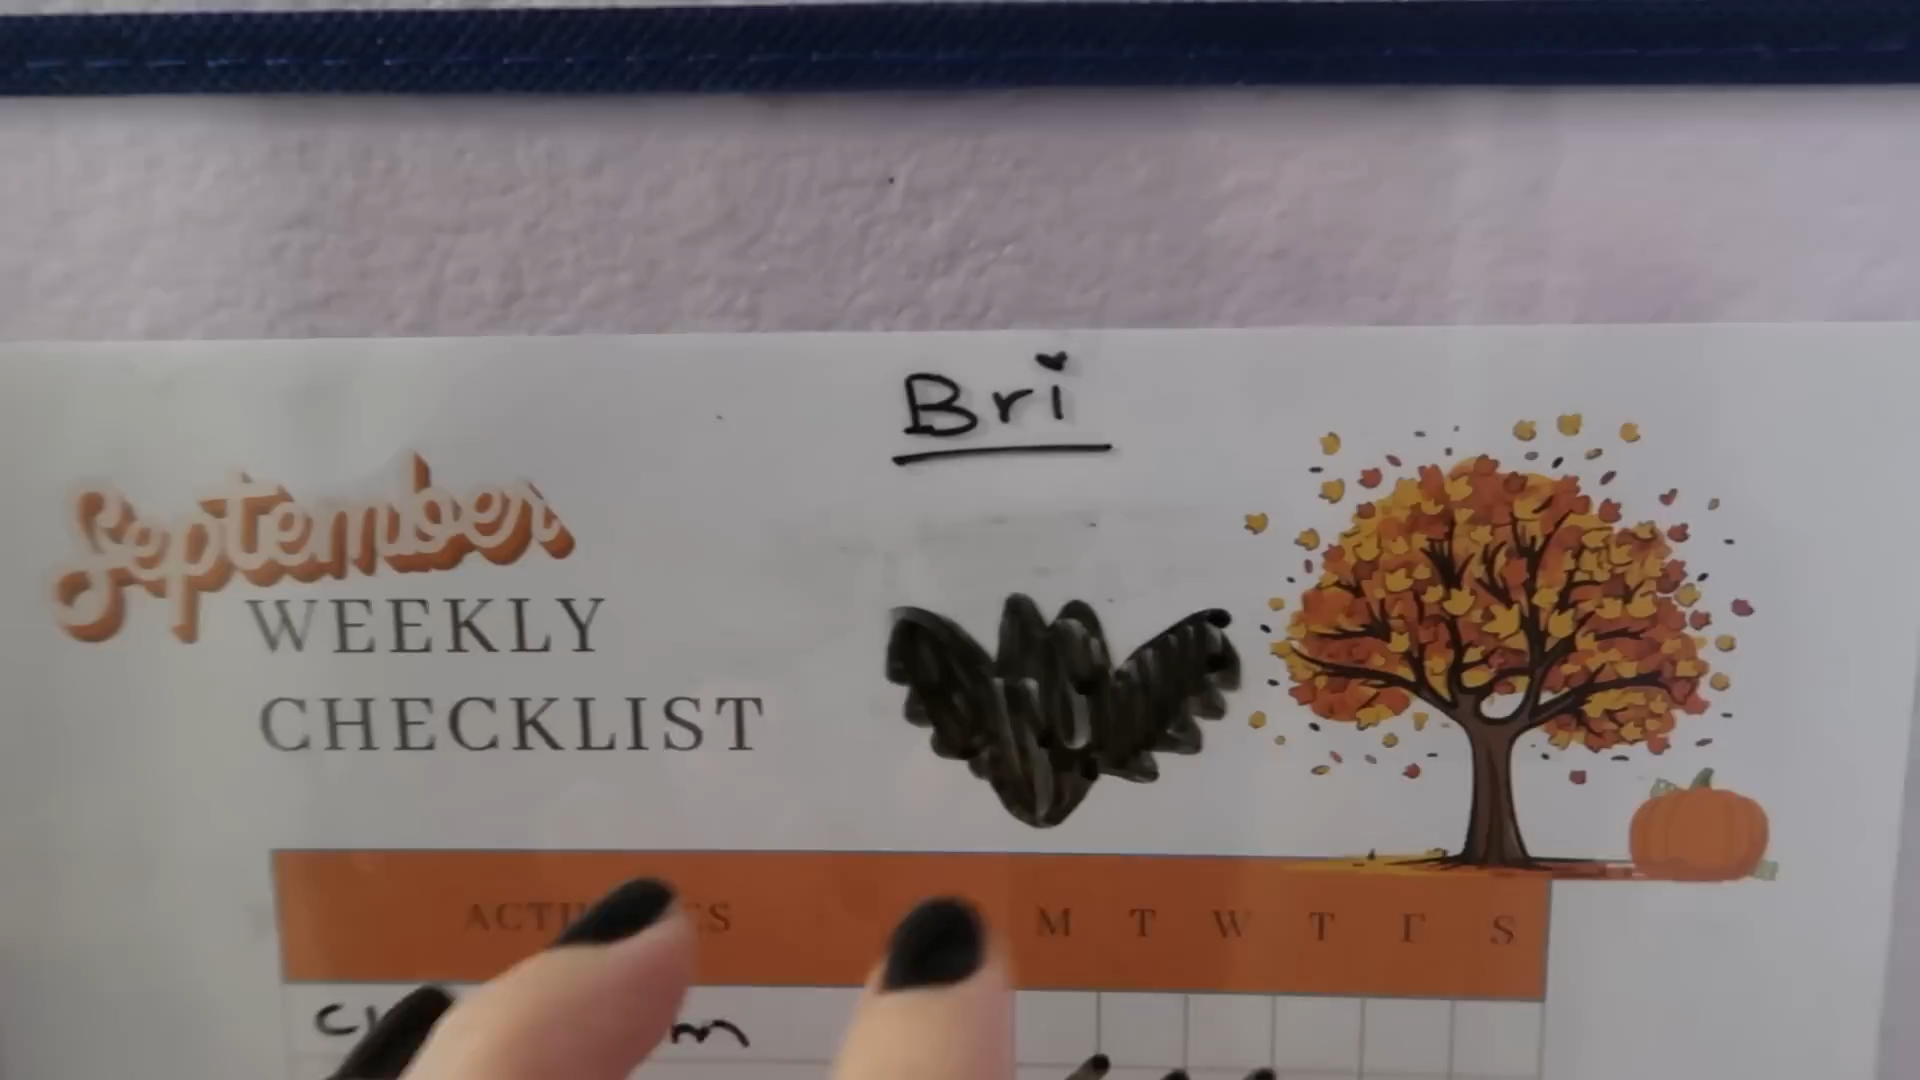 Bri
September
WEEKLY
CHECKLIST
M T W T F S